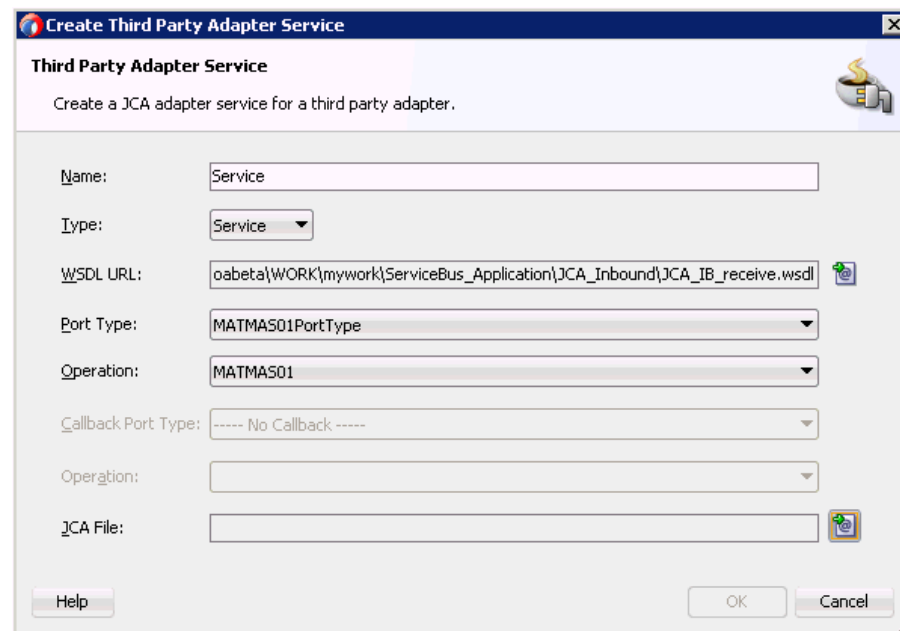 Create Third Party Adapter Service
Third Party Adapter Service
Create a JCA adapter service for a third party adapter.
Name: Service
Type: Service
WSDL URL: oabeta\WORK\mywork\ServiceBus_Application\JCA_Inbound\JCA_IB_receive.wsdl
Port Type: MATMAS01PortType
Operation: MATMAS01
Callback Port Type: ----- No Callback -----
Operation:
JCA File:
Help OK Cancel